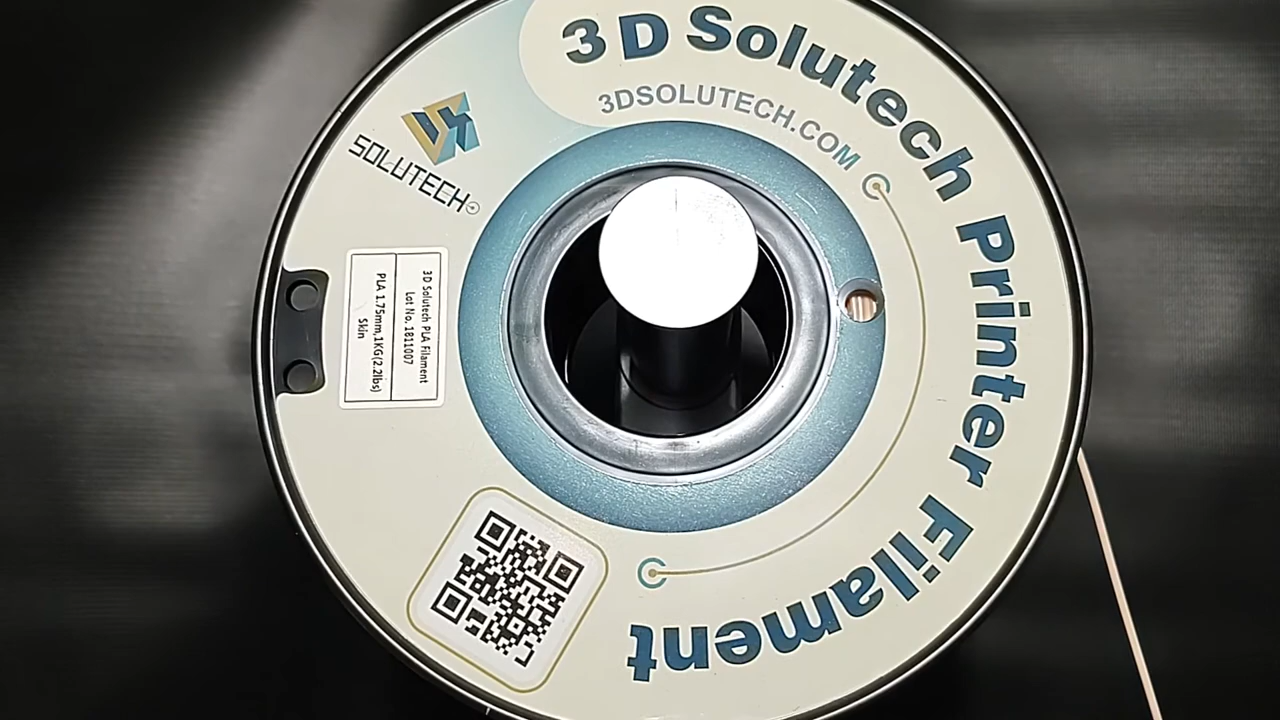 3D Solutech Printer Filament
3DSOLUTECH.COM
SOLUTECH
3D Solutech PLA Filament
Lot No. 1811007
PLA 1.75mm,1KG(2.2lbs)
Skin